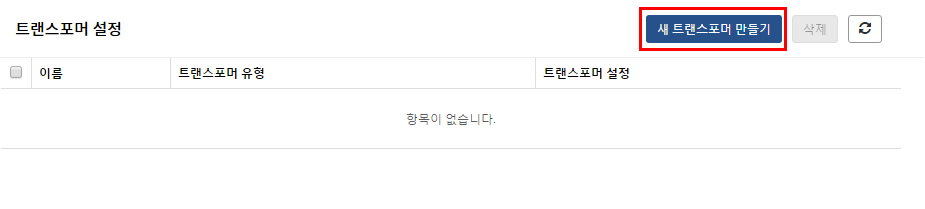 트랜스포머 설정
새 트랜스포머 만들기
삭제
이름
트랜스포머 유형
트랜스포머 설정
항목이 없습니다.